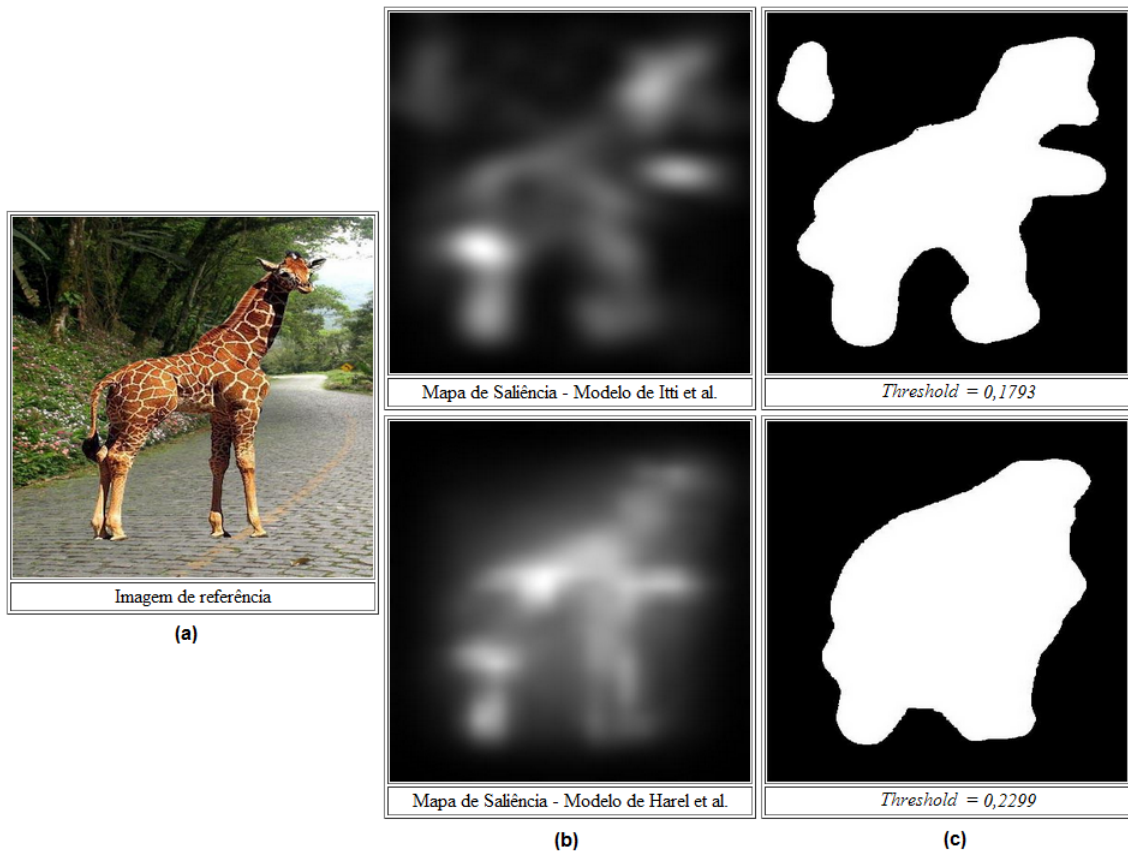 Mapa de Saliência - Modelo de Itti et al.
Threshold = 0,1793
Imagem de referência
(a)
Mapa de Saliência - Modelo de Harel et al.
Threshold = 0,2299
(b)
(c)